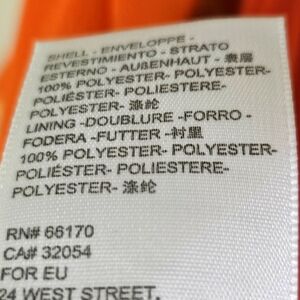 SHELL - ENVELOPPE -
REVESTIMIENTO - STRATO
ESTERNO - AUßENHAUT - 表層
100% POLYESTER- POLYESTER-
POLIÉSTER- POLIESTERE-
POLYESTER- 涤纶
LINING -DOUBLURE -FORRO -
FODERA -FUTTER -衬里
100% POLYESTER- POLYESTER-
POLIÉSTER- POLIESTERE-
POLYESTER- 涤纶
RN# 66170
CA# 32054
FOR EU
24 WEST STREET,